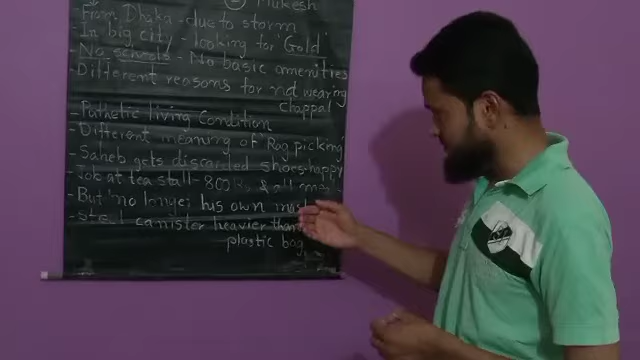 ② Mukesh
- From Dhaka - due to storm
- In big city - looking for 'Gold'
- No schools - No basic amenities
- Different reasons for not wearing
chappal
- Pathetic living Condition
- Different meaning of 'Rag picking'
- Saheb gets discarded shoes-happy
- Job at tea stall - 800 Rs & all
- But 'no longer his own
- Steel canister heavier than
plastic bag